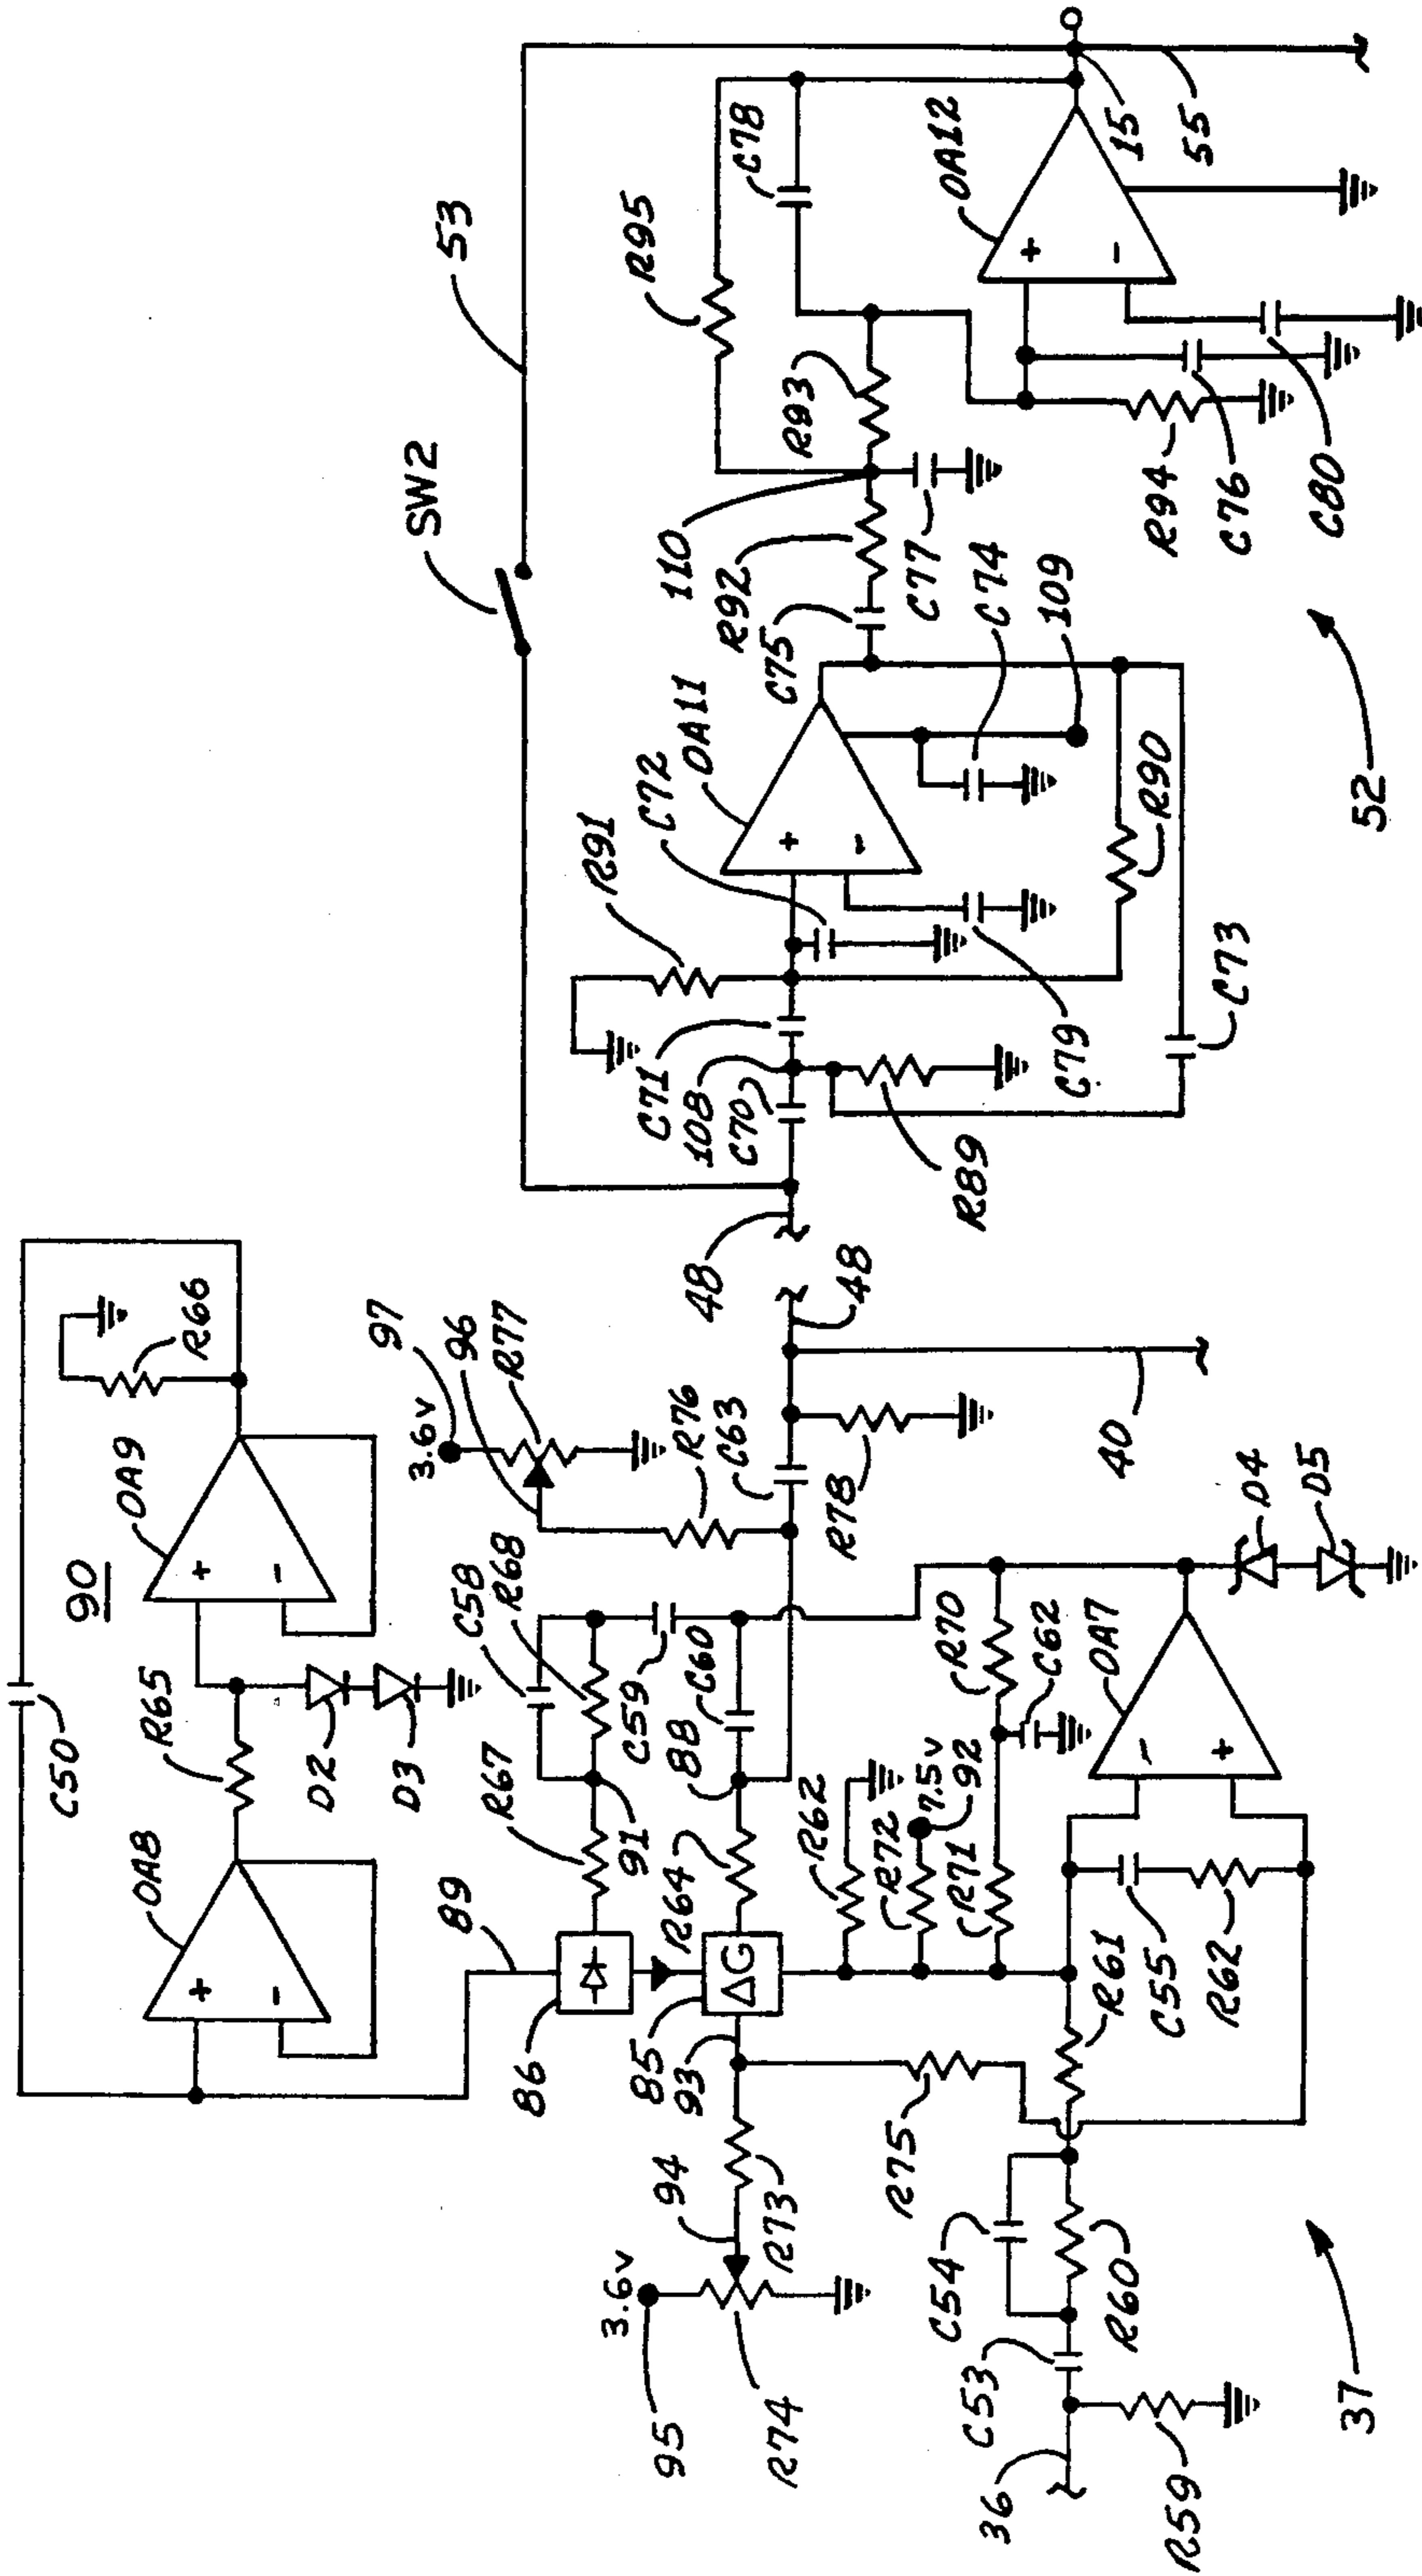 C50
90
OA8
OA9
R65
R66
D2
D3
89
86
R67
C58
R68
91
C59
R64
88
C60
3.6v
97
96
R77
R76
C63
48
R78
40
85
93
94
R73
3.6v
95
R74
R75
R62
R72
7.5v
92
R71
R70
C62
OA7
D4
D5
R61
C55
R62
C54
C53
R60
36
R59
37
SW2
53
48
C70
108
C71
R91
C72
OA11
R89
C79
C73
R90
C74
109
C75
R92
110
C77
R93
R95
C78
OA12
R94
C76
C80
15
55
52
ΔG
+
-
+
-
-
+
+
-
+
-